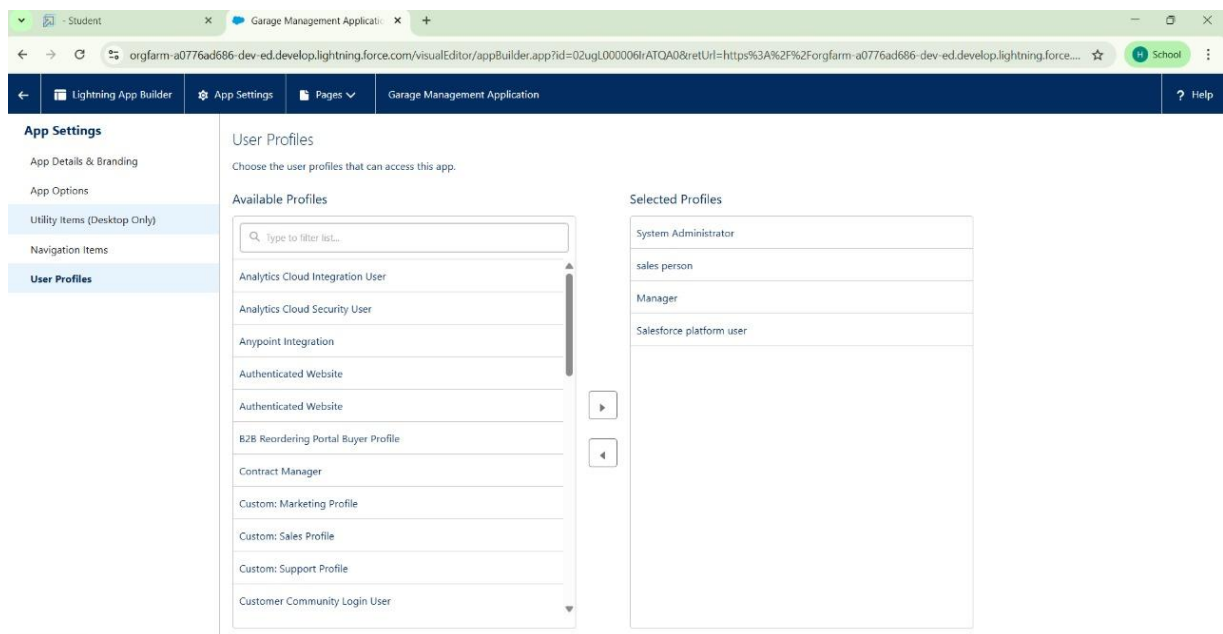 - Student
Garage Management Applicatic
orgfarm-a0776ad686-dev-ed.develop.lightning.force.com/visualEditor/appBuilder.app?id=02ugL000006IrATQA0&retUrl=https%3A%2F%2Forgfarm-a0776ad686-dev-ed.develop.lightning.force....
H School
Lightning App Builder App Settings Pages Garage Management Application ? Help
App Settings
App Details & Branding
App Options
Utility Items (Desktop Only)
Navigation Items
User Profiles
User Profiles
Choose the user profiles that can access this app.
Available Profiles
Type to filter list...
Analytics Cloud Integration User
Analytics Cloud Security User
Anypoint Integration
Authenticated Website
Authenticated Website
B2B Reordering Portal Buyer Profile
Contract Manager
Custom: Marketing Profile
Custom: Sales Profile
Custom: Support Profile
Customer Community Login User
Selected Profiles
System Administrator
sales person
Manager
Salesforce platform user